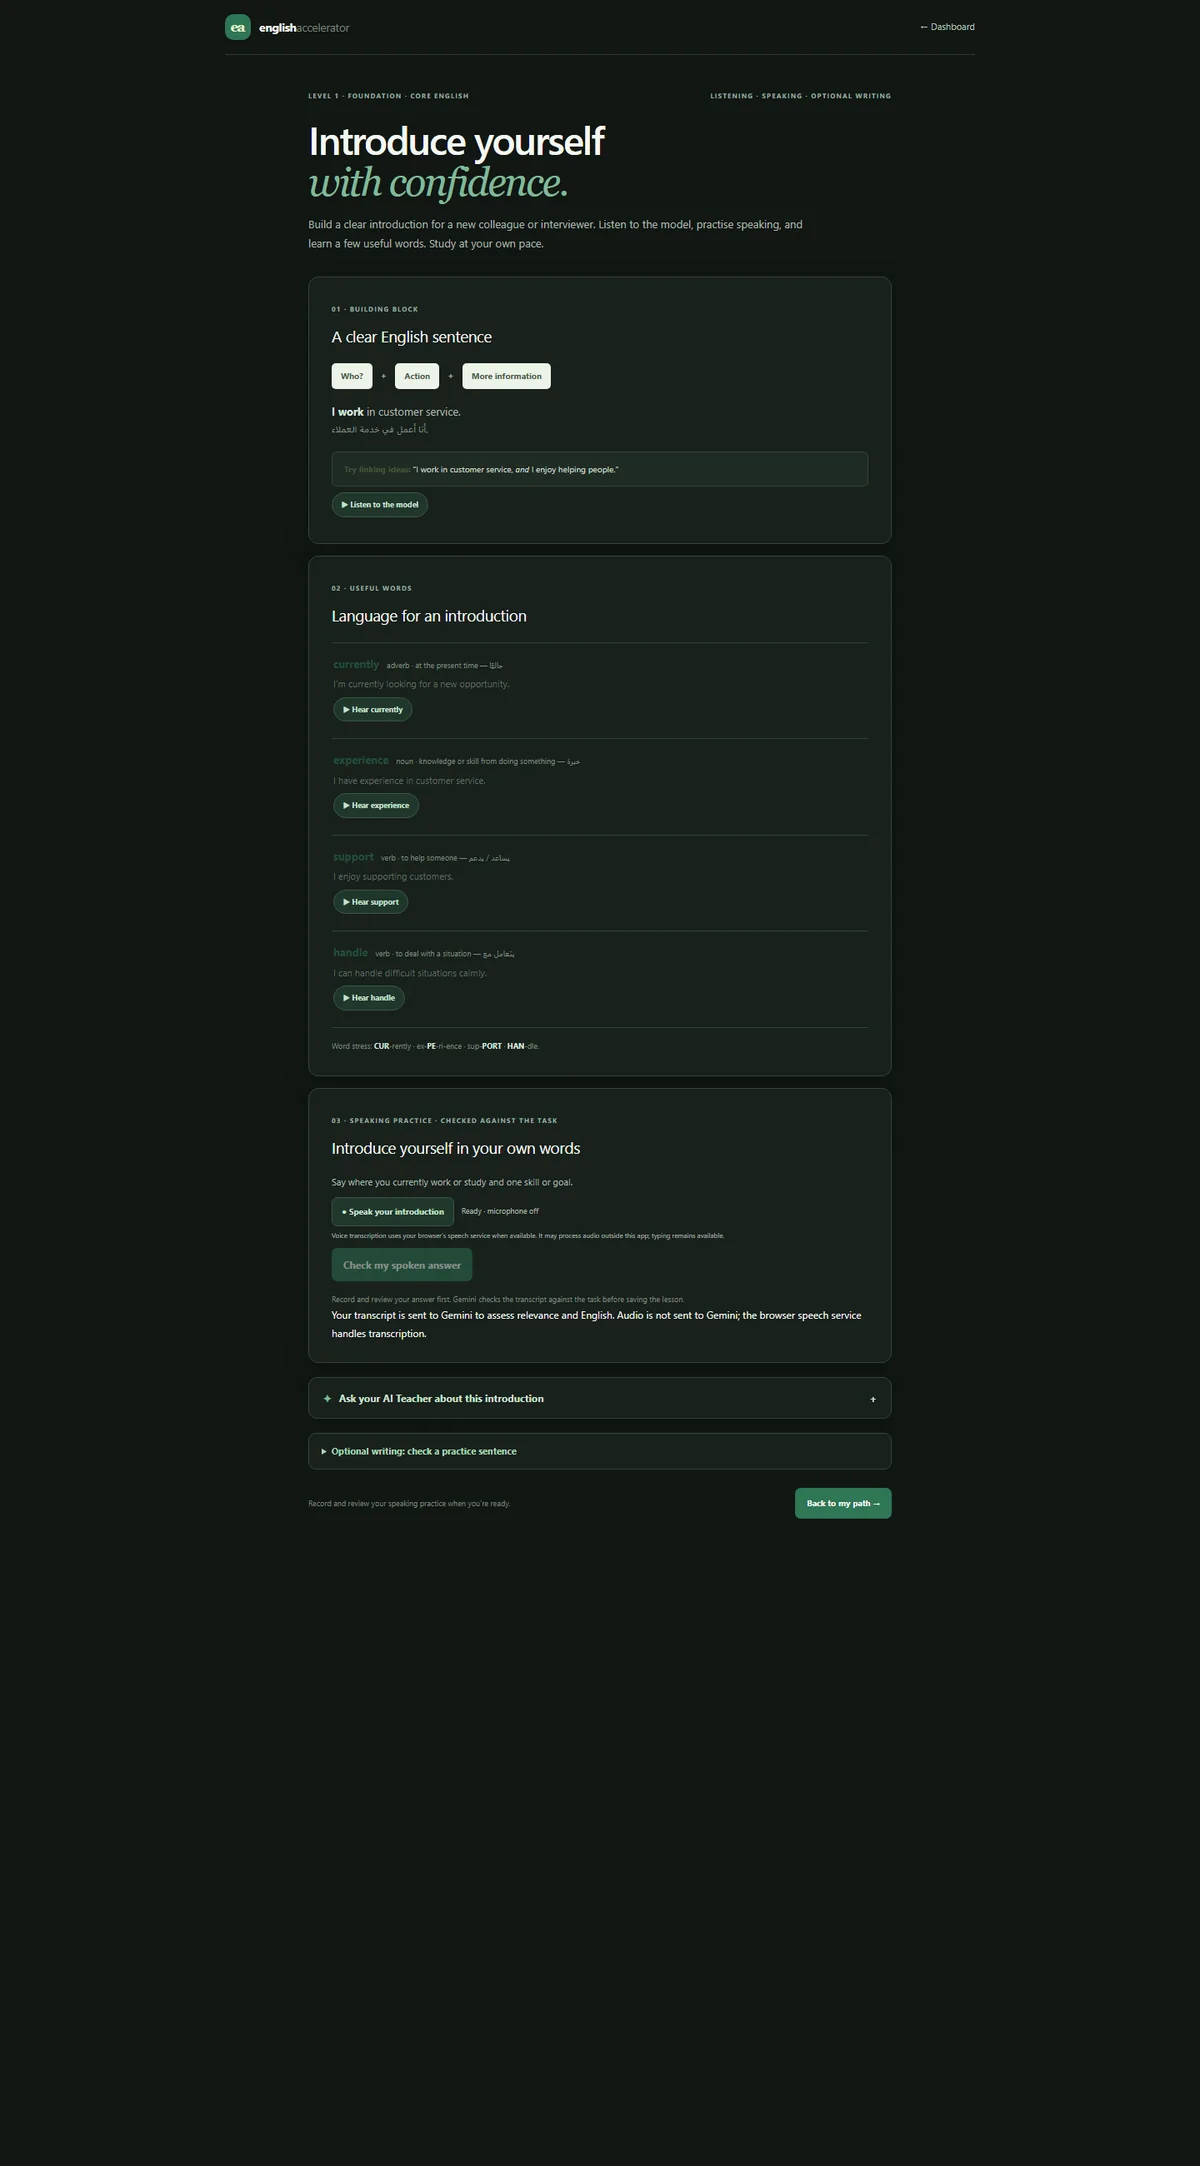 ea englishaccelerator
← Dashboard
LEVEL 1 · FOUNDATION · CORE ENGLISH
LISTENING · SPEAKING · OPTIONAL WRITING
Introduce yourself
with confidence.
Build a clear introduction for a new colleague or interviewer. Listen to the model, practise speaking, and
learn a few useful words. Study at your own pace.
01 · BUILDING BLOCK
A clear English sentence
Who? + Action + More information
I work in customer service.
أنا أعمل في خدمة العملاء.
Try linking ideas: "I work in customer service, and I enjoy helping people."
▶ Listen to the model
02 · USEFUL WORDS
Language for an introduction
currently adverb · at the present time — حاليًا
I'm currently looking for a new opportunity.
▶ Hear currently
experience noun · knowledge or skill from doing something — خبرة
I have experience in customer service.
▶ Hear experience
support verb · to help someone — يساعد / يدعم
I enjoy supporting customers.
▶ Hear support
handle verb · to deal with a situation — يتعامل مع
I can handle difficult situations calmly.
▶ Hear handle
Word stress: CUR-rently · ex-PE-ri-ence · sup-PORT · HAN-dle.
03 · SPEAKING PRACTICE · CHECKED AGAINST THE TASK
Introduce yourself in your own words
Say where you currently work or study and one skill or goal.
● Speak your introduction
Ready · microphone off
Voice transcription uses your browser's speech service when available. It may process audio outside this app; typing remains available.
Check my spoken answer
Record and review your answer first. Gemini checks the transcript against the task before saving the lesson.
Your transcript is sent to Gemini to assess relevance and English. Audio is not sent to Gemini; the browser speech service
handles transcription.
✦ Ask your AI Teacher about this introduction +
▶ Optional writing: check a practice sentence
Record and review your speaking practice when you're ready.
Back to my path →